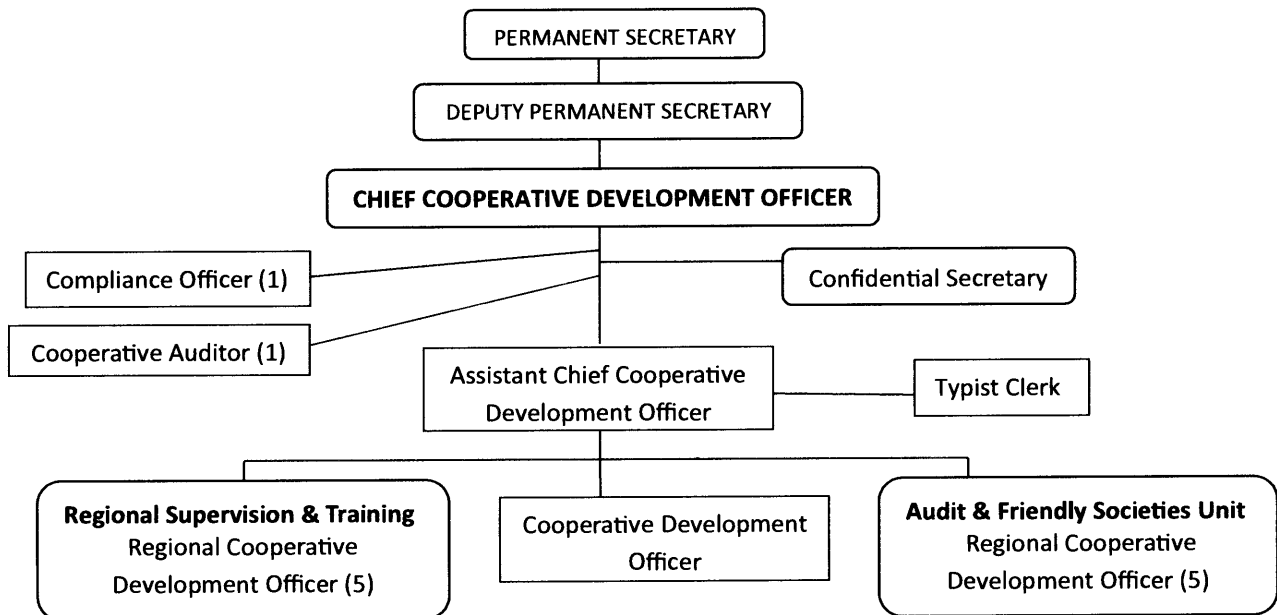 PERMANENT SECRETARY
DEPUTY PERMANENT SECRETARY
CHIEF COOPERATIVE DEVELOPMENT OFFICER
Compliance Officer (1)
Confidential Secretary
Cooperative Auditor (1)
Assistant Chief Cooperative
Development Officer
Typist Clerk
Regional Supervision & Training
Regional Cooperative
Development Officer (5)
Cooperative Development
Officer
Audit & Friendly Societies Unit
Regional Cooperative
Development Officer (5)